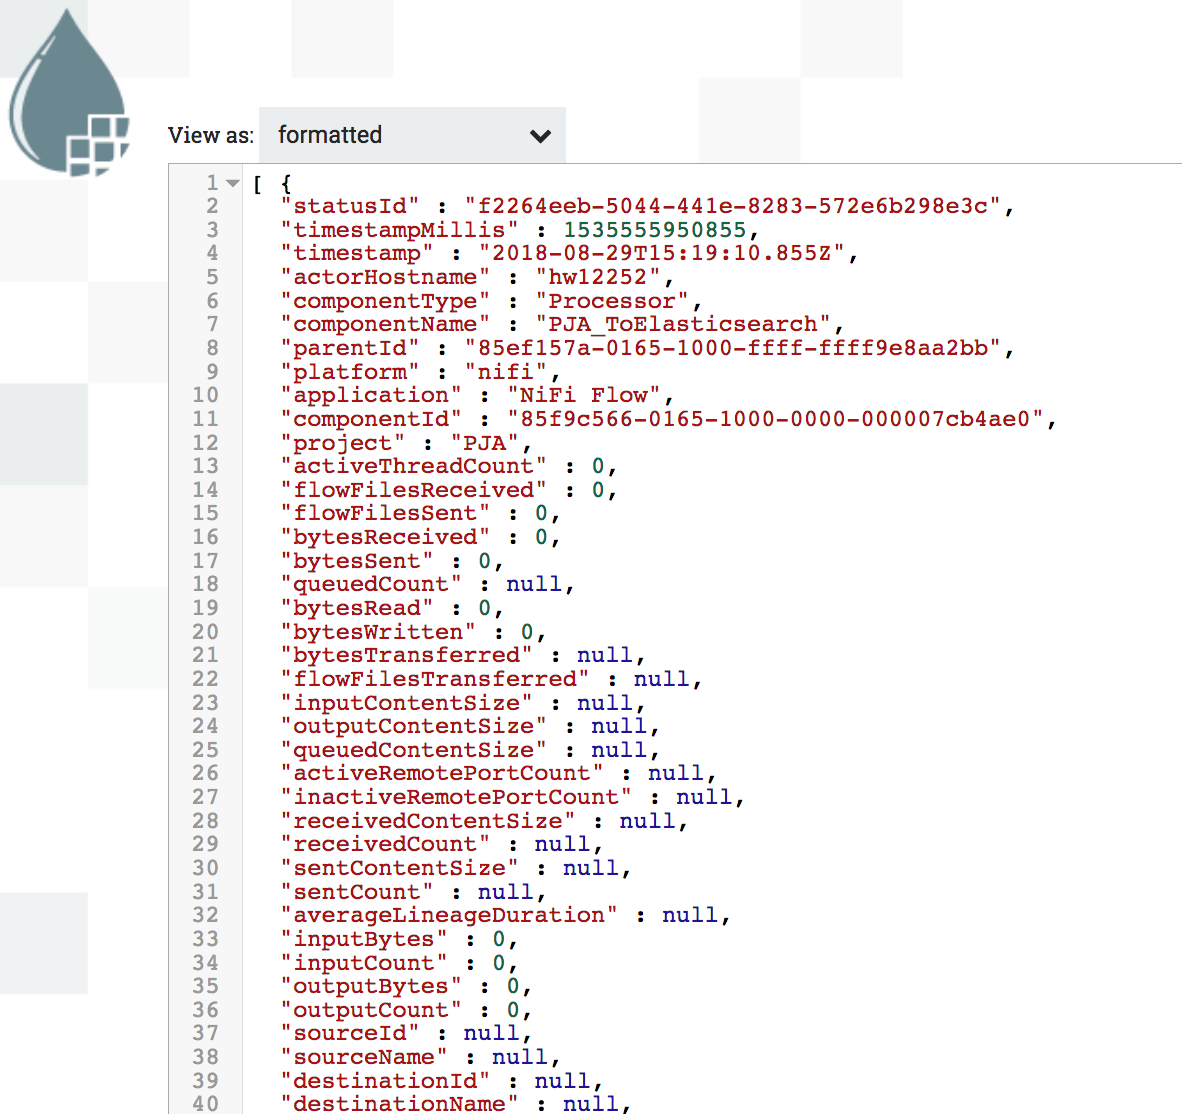 View as: formatted
1 [ {
2 "statusId" : "f2264eeb-5044-441e-8283-572e6b298e3c",
3 "timestampMillis" : 1535555950855,
4 "timestamp" : "2018-08-29T15:19:10.855Z",
5 "actorHostname" : "hw12252",
6 "componentType" : "Processor",
7 "componentName" : "PJA_ToElasticsearch",
8 "parentId" : "85ef157a-0165-1000-ffff-ffff9e8aa2bb",
9 "platform" : "nifi",
10 "application" : "NiFi Flow",
11 "componentId" : "85f9c566-0165-1000-0000-000007cb4ae0",
12 "project" : "PJA",
13 "activeThreadCount" : 0,
14 "flowFilesReceived" : 0,
15 "flowFilesSent" : 0,
16 "bytesReceived" : 0,
17 "bytesSent" : 0,
18 "queuedCount" : null,
19 "bytesRead" : 0,
20 "bytesWritten" : 0,
21 "bytesTransferred" : null,
22 "flowFilesTransferred" : null,
23 "inputContentSize" : null,
24 "outputContentSize" : null,
25 "queuedContentSize" : null,
26 "activeRemotePortCount" : null,
27 "inactiveRemotePortCount" : null,
28 "receivedContentSize" : null,
29 "receivedCount" : null,
30 "sentContentSize" : null,
31 "sentCount" : null,
32 "averageLineageDuration" : null,
33 "inputBytes" : 0,
34 "inputCount" : 0,
35 "outputBytes" : 0,
36 "outputCount" : 0,
37 "sourceId" : null,
38 "sourceName" : null,
39 "destinationId" : null,
40 "destinationName" : null,